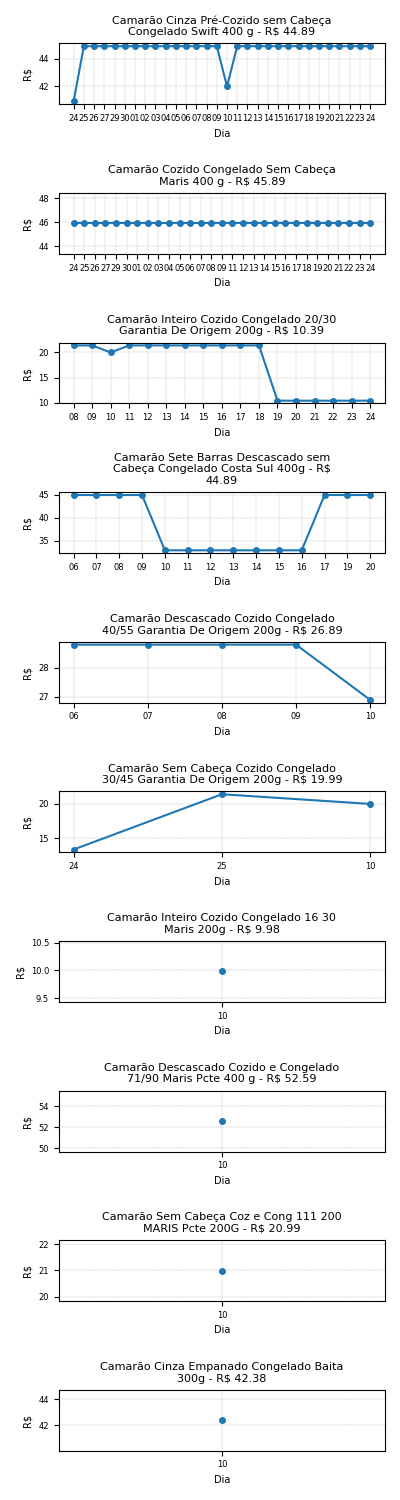 Camarão Cinza Pré-Cozido sem Cabeça
Congelado Swift 400 g - R$ 44.89
44
42
R$
24 25 26 27 29 30 01 02 03 04 05 06 07 08 09 10 11 12 13 14 15 16 17 18 19 20 21 22 23 24
Dia
Camarão Cozido Congelado Sem Cabeça
Maris 400 g - R$ 45.89
48
46
44
R$
24 25 26 27 29 30 01 02 03 04 05 06 07 08 09 11 12 13 14 15 16 17 18 19 20 21 22 23 24
Dia
Camarão Inteiro Cozido Congelado 20/30
Garantia De Origem 200g - R$ 10.39
20
15
10
R$
08 09 10 11 12 13 14 15 16 17 18 19 20 21 22 23 24
Dia
Camarão Sete Barras Descascado sem
Cabeça Congelado Costa Sul 400g - R$
44.89
45
40
35
R$
06 07 08 09 10 11 12 13 14 15 16 17 19 20
Dia
Camarão Descascado Cozido Congelado
40/55 Garantia De Origem 200g - R$ 26.89
28
27
R$
06 07 08 09 10
Dia
Camarão Sem Cabeça Cozido Congelado
30/45 Garantia De Origem 200g - R$ 19.99
20
15
R$
24 25 10
Dia
Camarão Inteiro Cozido Congelado 16 30
Maris 200g - R$ 9.98
10.5
10.0
9.5
R$
10
Dia
Camarão Descascado Cozido e Congelado
71/90 Maris Pcte 400 g - R$ 52.59
54
52
50
R$
10
Dia
Camarão Sem Cabeça Coz e Cong 111 200
MARIS Pcte 200G - R$ 20.99
22
21
20
R$
10
Dia
Camarão Cinza Empanado Congelado Baita
300g - R$ 42.38
44
42
R$
10
Dia